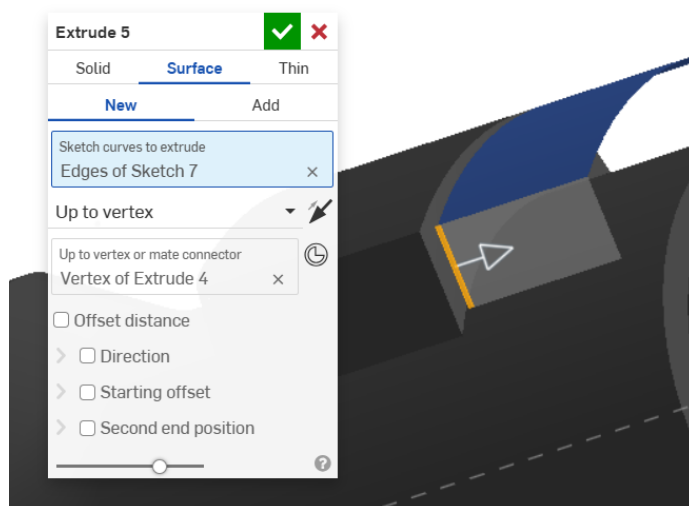 Extrude 5
Solid Surface Thin
New Add
Sketch curves to extrude
Edges of Sketch 7
Up to vertex
Up to vertex or mate connector
Vertex of Extrude 4
Offset distance
Direction
Starting offset
Second end position